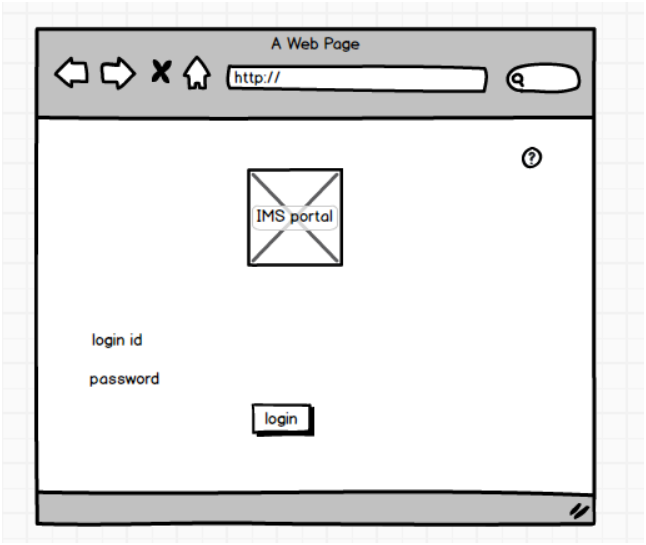 A Web Page
http://
?
IMS portal
login id
password
login